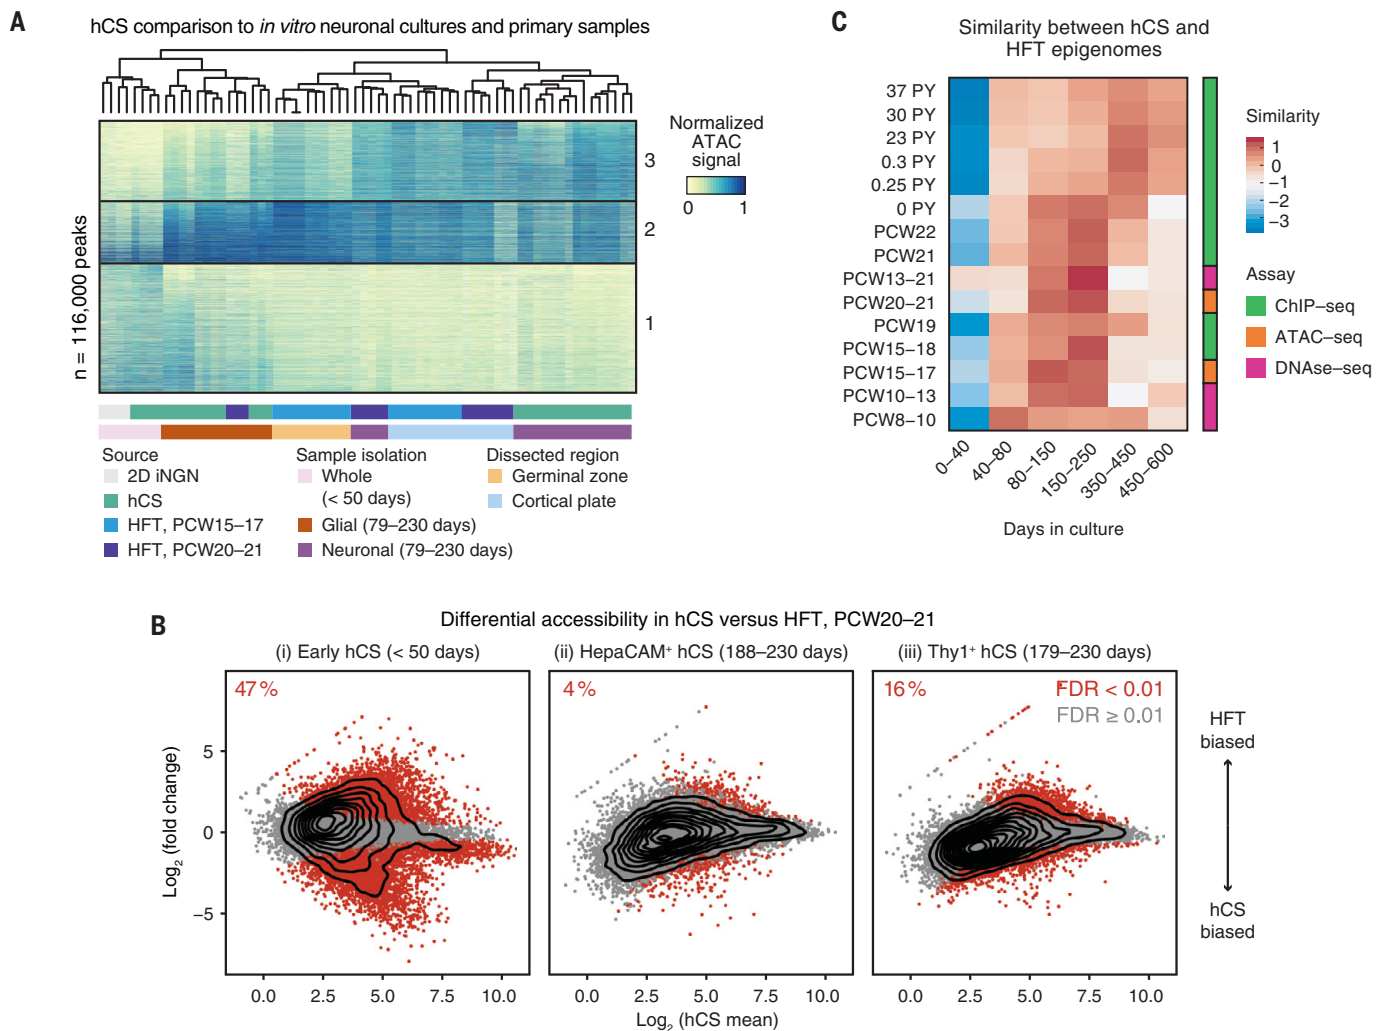 A
hCS comparison to in vitro neuronal cultures and primary samples
n = 116,000 peaks
3
2
1
Normalized
ATAC
signal
0 1
Source
2D iNGN
hCS
HFT, PCW15–17
HFT, PCW20–21
Sample isolation
Whole
(< 50 days)
Glial (79–230 days)
Neuronal (79–230 days)
Dissected region
Germinal zone
Cortical plate
C
Similarity between hCS and
HFT epigenomes
37 PY
30 PY
23 PY
0.3 PY
0.25 PY
0 PY
PCW22
PCW21
PCW13–21
PCW20–21
PCW19
PCW15–18
PCW15–17
PCW10–13
PCW8–10
0–40
40–80
80–150
150–250
350–450
450–600
Days in culture
Similarity
1
0
−1
−3
Assay
ChIP–seq
ATAC–seq
DNAse–seq
B
Differential accessibility in hCS versus HFT, PCW20–21
(i) Early hCS (< 50 days)
(ii) HepaCAM+ hCS (188–230 days)
(iii) Thy1+ hCS (179–230 days)
47%
4%
16%
FDR < 0.01
FDR ≥ 0.01
Log2 (fold change)
5
0
−5
0.0 2.5 5.0 7.5 10.0
0.0 2.5 5.0 7.5 10.0
0.0 2.5 5.0 7.5 10.0
Log2 (hCS mean)
HFT
biased
hCS
biased